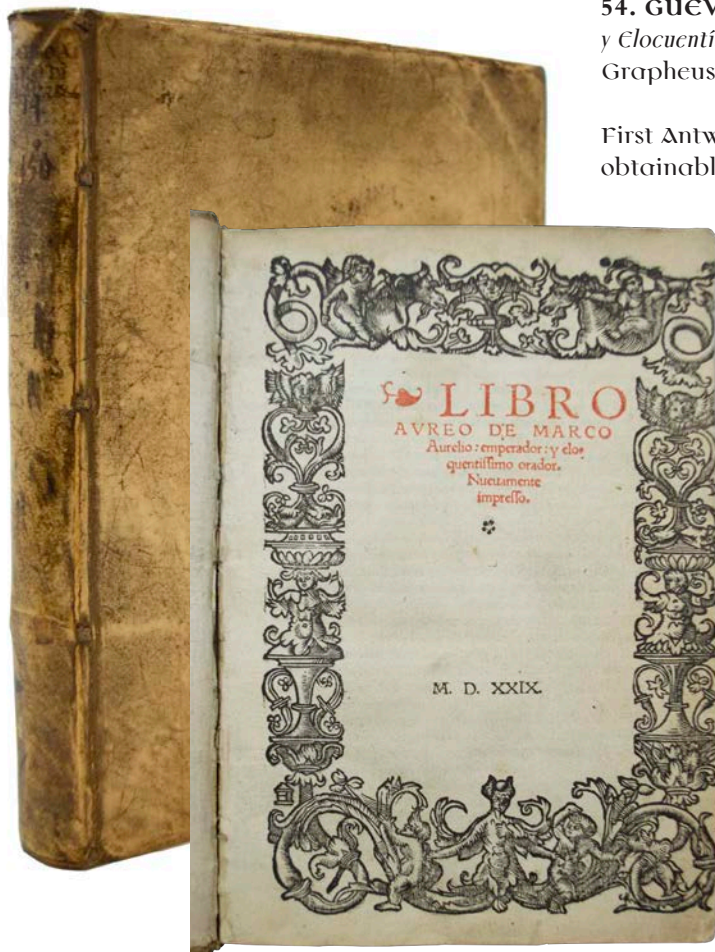 54. GUEV
y Elocuentí
Grapheus
First Antw
obtainabl
LIBRO
AVREO DE MARCO
Aurelio: emperador: y elo-
quentissimo orador.
Nueuamente
impresso.
M. D. XXIX.